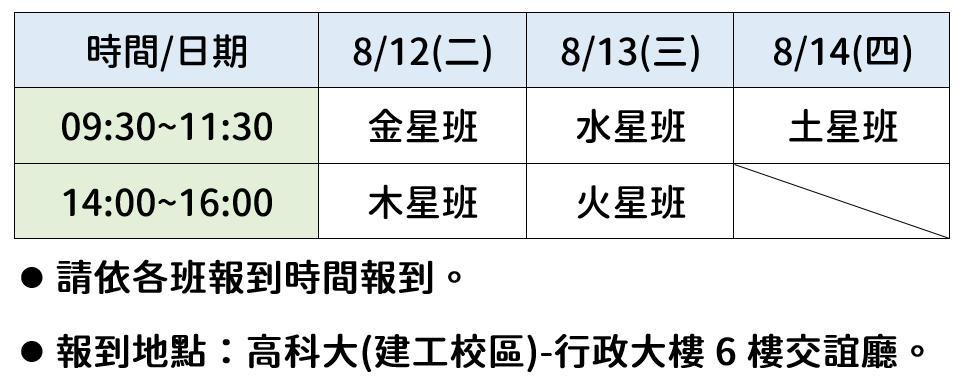 時間/日期 8/12(二) 8/13(三) 8/14(四)
09:30~11:30 金星班 水星班 土星班
14:00~16:00 木星班 火星班
● 請依各班報到時間報到。
● 報到地點：高科大(建工校區)-行政大樓 6 樓交誼廳。